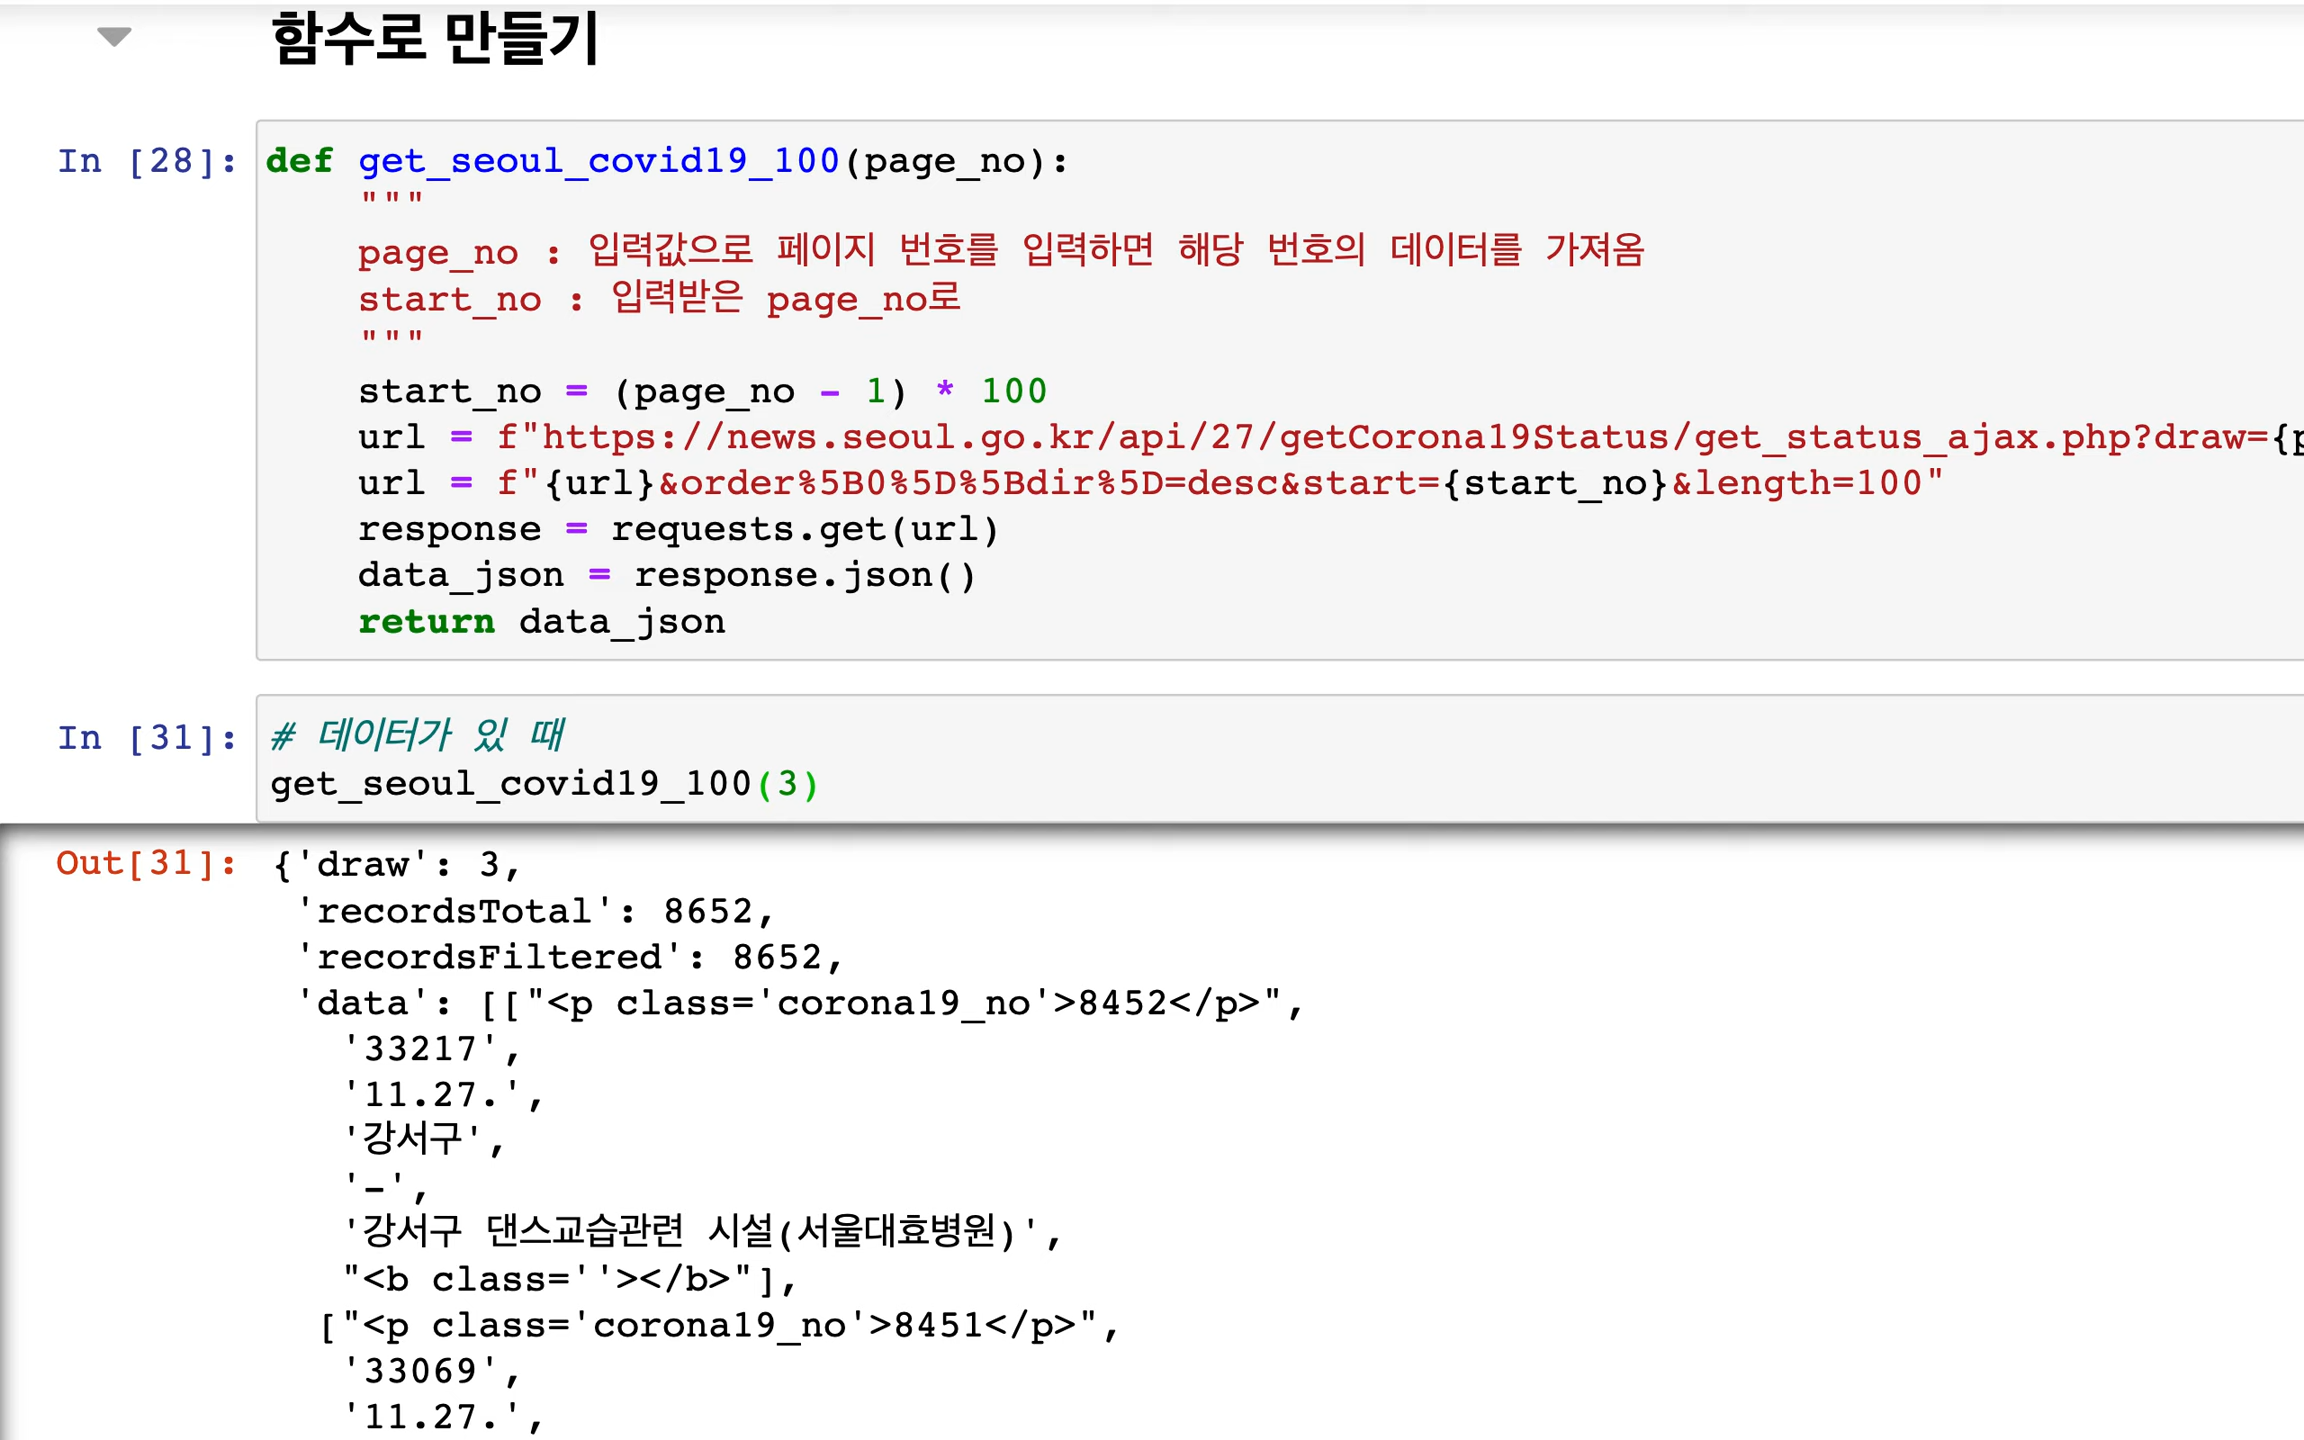 함수로 만들기
In [28]: def get_seoul_covid19_100(page_no):
"""
page_no : 입력값으로 페이지 번호를 입력하면 해당 번호의 데이터를 가져옴
start_no : 입력받은 page_no로
"""
start_no = (page_no - 1) * 100
url = f"https://news.seoul.go.kr/api/27/getCorona19Status/get_status_ajax.php?draw={p
url = f"{url}&order%5B0%5D%5Bdir%5D=desc&start={start_no}&length=100"
response = requests.get(url)
data_json = response.json()
return data_json
In [31]: # 데이터가 있 때
get_seoul_covid19_100(3)
Out[31]: {'draw': 3,
'recordsTotal': 8652,
'recordsFiltered': 8652,
'data': [["<p class='corona19_no'>8452</p>",
'33217',
'11.27.',
'강서구',
'-',
'강서구 댄스교습관련 시설(서울대효병원)',
"<b class=''></b>"],
["<p class='corona19_no'>8451</p>",
'33069',
'11.27.',